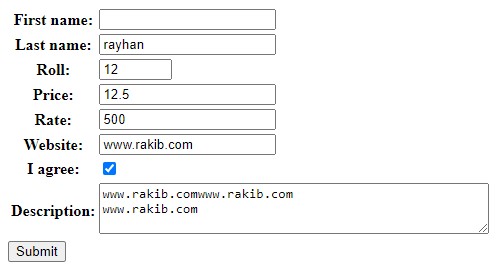 First name:
Last name: rayhan
Roll: 12
Price: 12.5
Rate: 500
Website: www.rakib.com
I agree:
Description: www.rakib.comwww.rakib.com
www.rakib.com
Submit